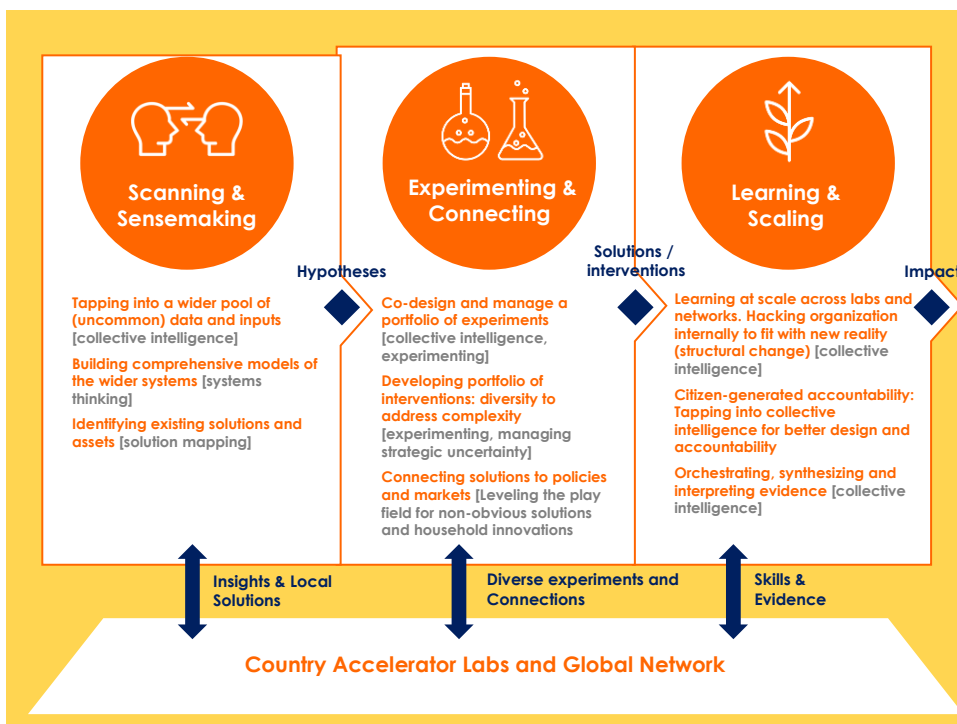 Scanning &
Sensemaking
Hypotheses
Tapping into a wider pool of
(uncommon) data and inputs
[collective intelligence]
Building comprehensive models of
the wider systems [systems
thinking]
Identifying existing solutions and
assets [solution mapping]
Experimenting &
Connecting
Solutions /
interventions
Co-design and manage a
portfolio of experiments
[collective intelligence,
experimenting]
Developing portfolio of
interventions: diversity to
address complexity
[experimenting, managing
strategic uncertainty]
Connecting solutions to policies
and markets [Leveling the play
field for non-obvious solutions
and household innovations
Learning &
Scaling
Impact
Learning at scale across labs and
networks. Hacking organization
internally to fit with new reality
(structural change) [collective
intelligence]
Citizen-generated accountability:
Tapping into collective
intelligence for better design and
accountability
Orchestrating, synthesizing and
interpreting evidence [collective
intelligence]
Insights & Local
Solutions
Diverse experiments and
Connections
Skills &
Evidence
Country Accelerator Labs and Global Network